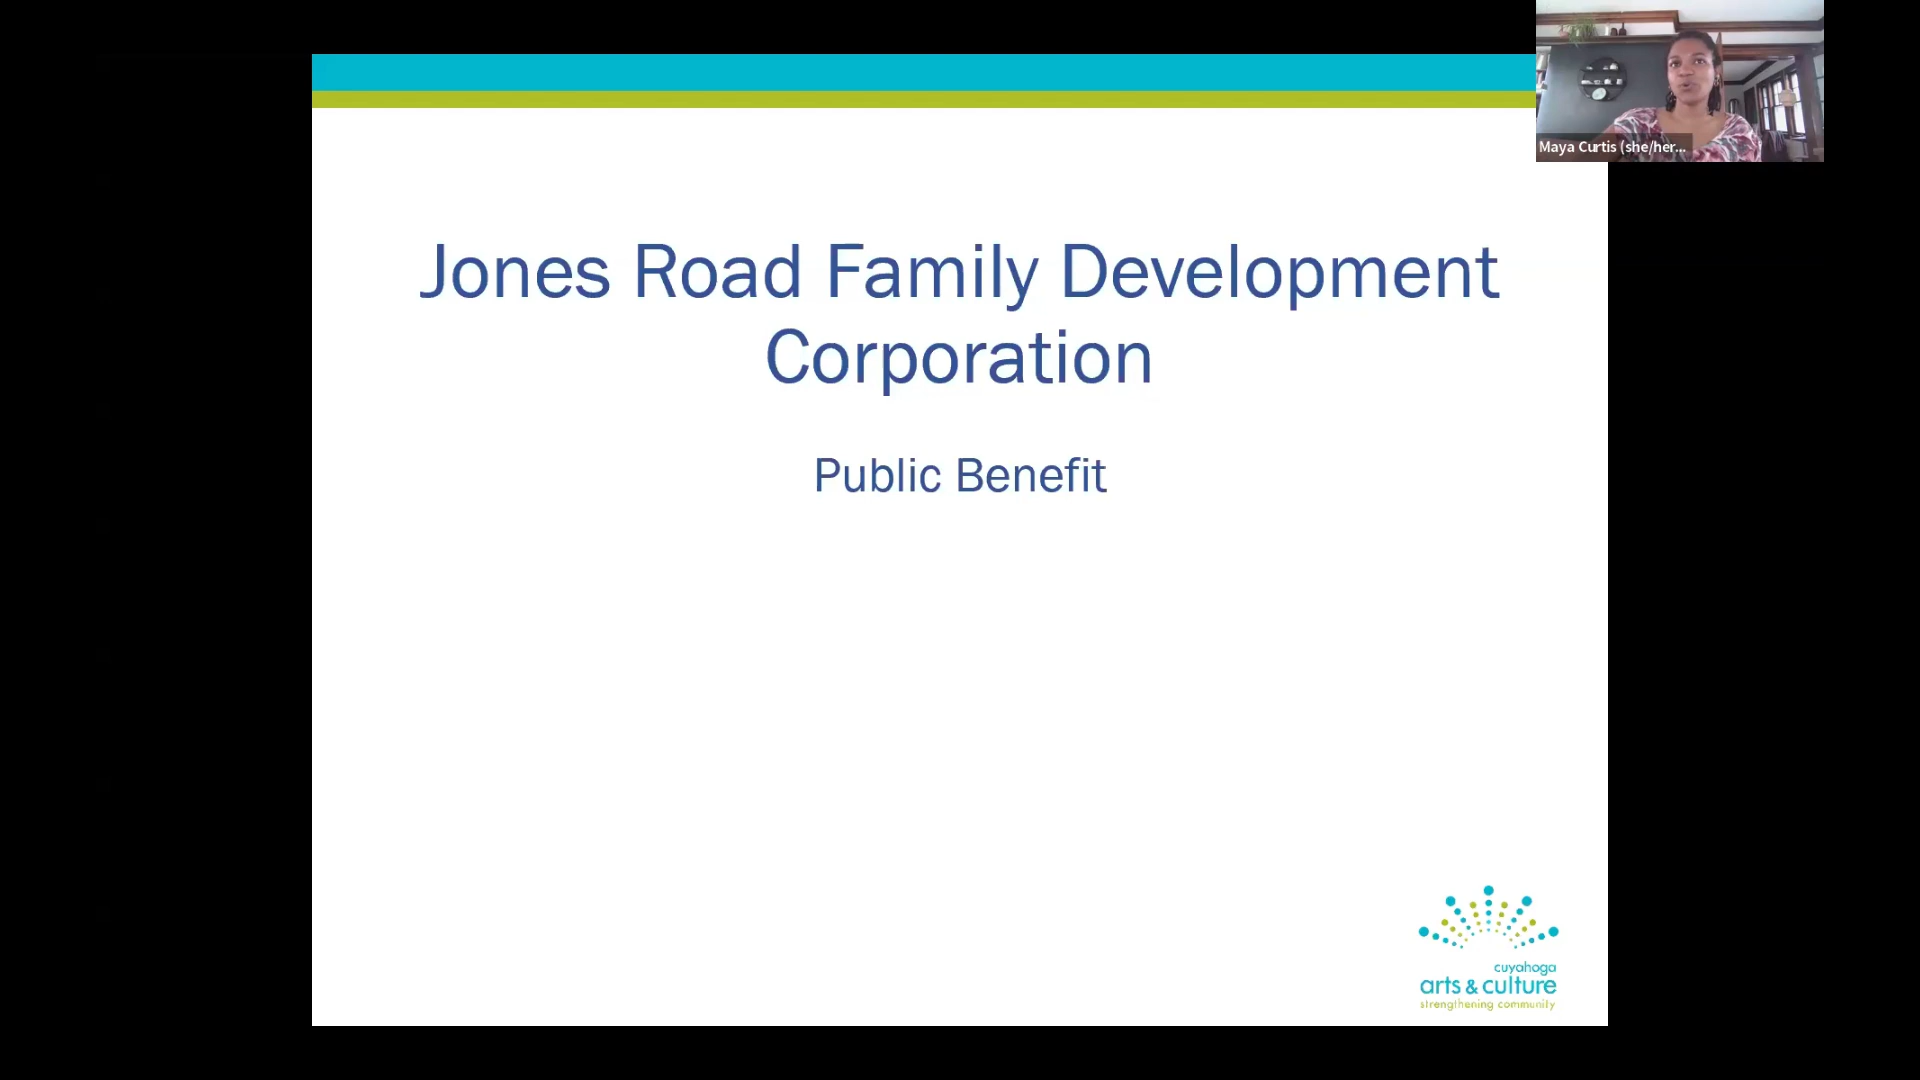 Maya Curtis (she/her...
Jones Road Family Development
Corporation
Public Benefit
cuyahoga
arts & culture
strengthening community